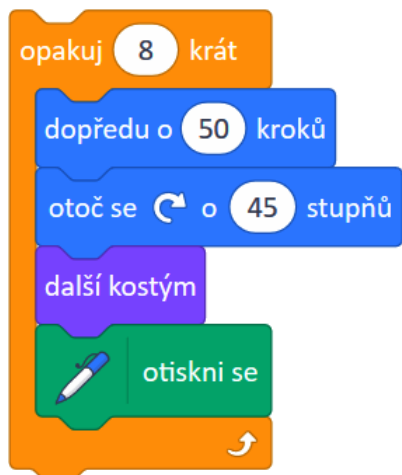 opakuj 8 krát
dopředu o 50 kroků
otoč se o 45 stupňů
další kostým
otiskni se